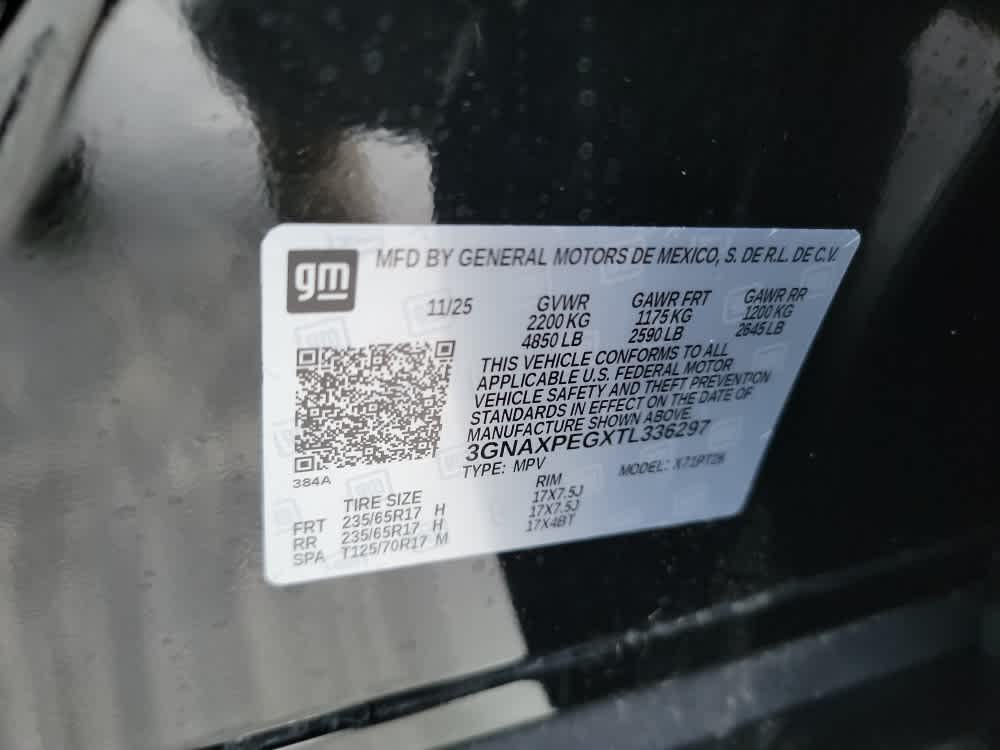 gm
MFD BY GENERAL MOTORS DE MEXICO, S. DE R.L. DE C.V.
11/25 GVWR GAWR FRT GAWR RR
2200 KG 1175 KG 1200 KG
4850 LB 2590 LB 2645 LB
THIS VEHICLE CONFORMS TO ALL
APPLICABLE U.S. FEDERAL MOTOR
VEHICLE SAFETY AND THEFT PREVENTION
STANDARDS IN EFFECT ON THE DATE OF
MANUFACTURE SHOWN ABOVE.
3GNAXPEGXTL336297
TYPE: MPV MODEL:
384A
TIRE SIZE RIM
FRT 235/65R17 H 17X7.5J
RR 235/65R17 H 17X7.5J
SPA T125/70R17 M 17X4BT